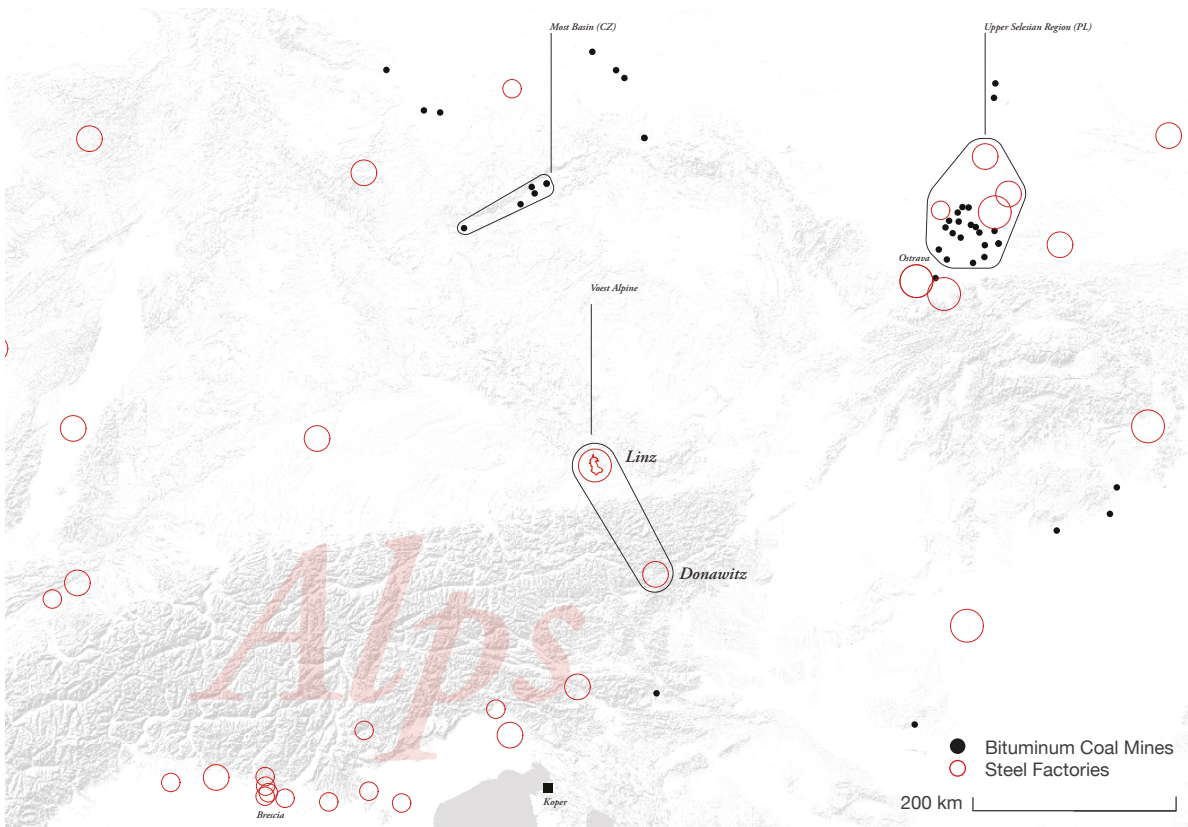 Most Basin (CZ)
Upper Selesian Region (PL)
Ostrava
Voest Alpine
Linz
Donawitz
Alps
Bituminum Coal Mines
Steel Factories
200 km
Koper
Brescia